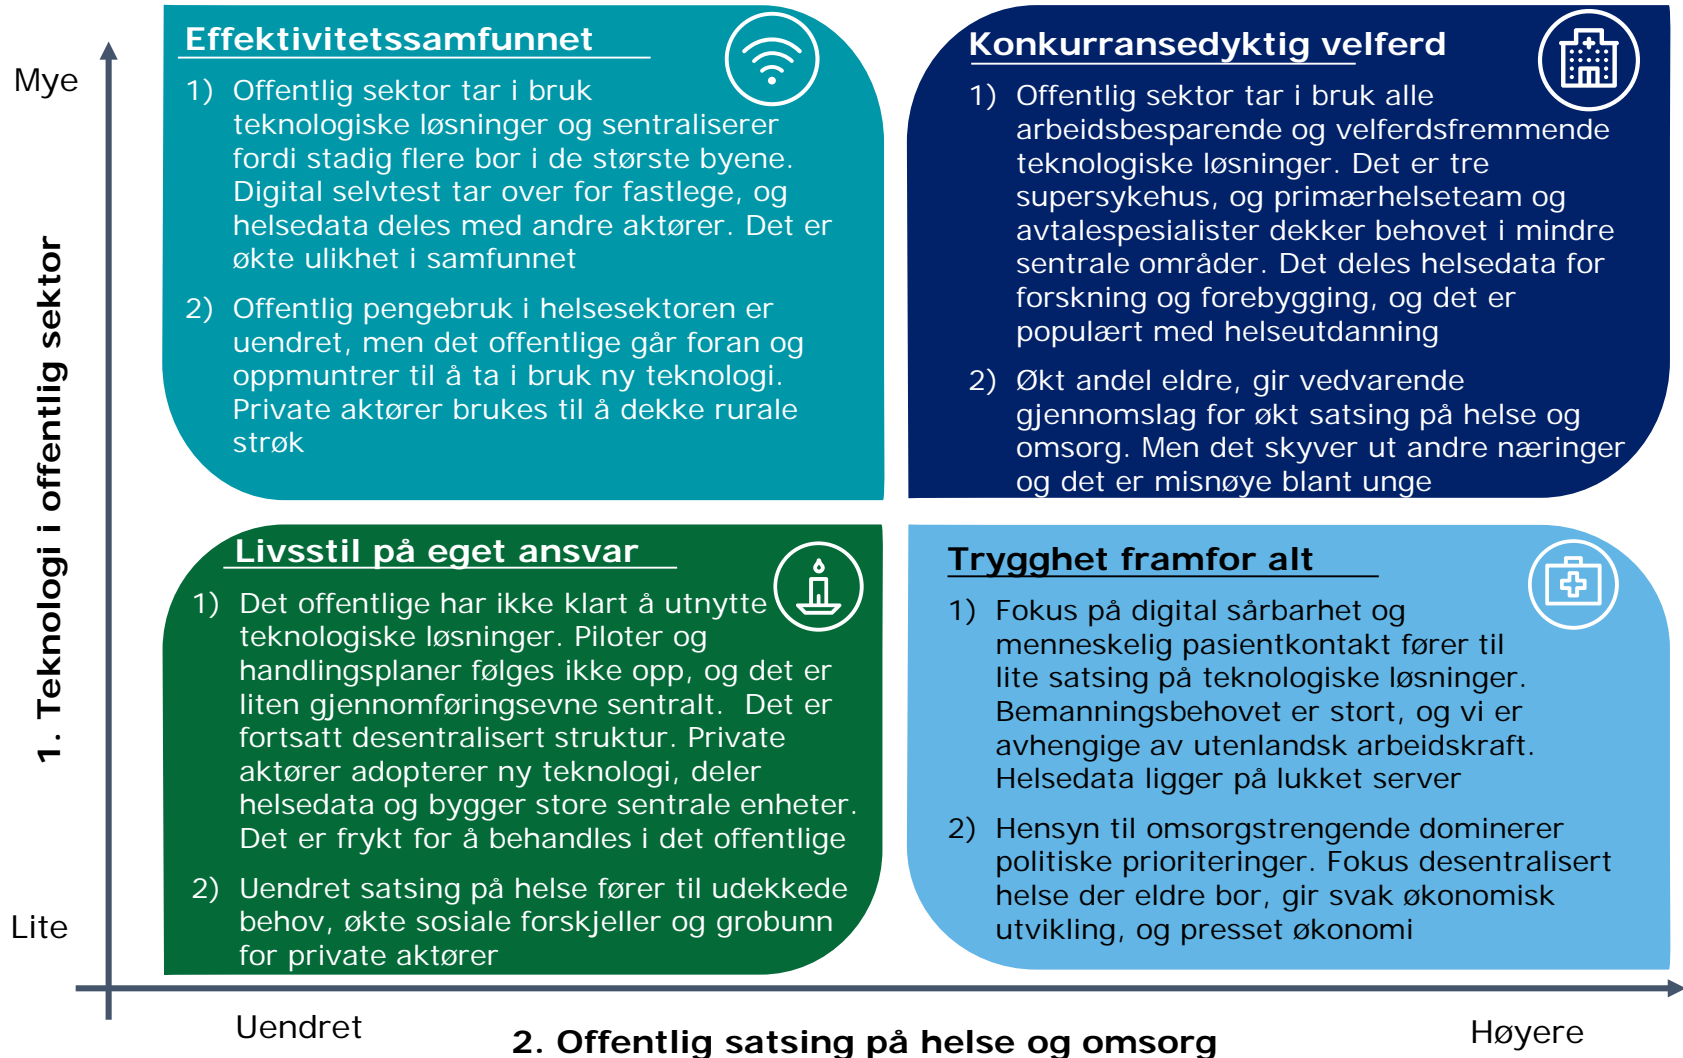 Mye
1. Teknologi i offentlig sektor
Lite
Effektivitetssamfunnet
1) Offentlig sektor tar i bruk
teknologiske løsninger og sentraliserer
fordi stadig flere bor i de største byene.
Digital selvtest tar over for fastlege, og
helsedata deles med andre aktører. Det er
økte ulikhet i samfunnet
2) Offentlig pengebruk i helsesektoren er
uendret, men det offentlige går foran og
oppmuntrer til å ta i bruk ny teknologi.
Private aktører brukes til å dekke rurale
strøk
Konkurransedyktig velferd
1) Offentlig sektor tar i bruk alle
arbeidsbesparende og velferdsfremmende
teknologiske løsninger. Det er tre
supersykehus, og primærhelseteam og
avtalespesialister dekker behovet i mindre
sentrale områder. Det deles helsedata for
forskning og forebygging, og det er
populært med helseutdanning
2) Økt andel eldre, gir vedvarende
gjennomslag for økt satsing på helse og
omsorg. Men det skyver ut andre næringer
og det er misnøye blant unge
Livsstil på eget ansvar
1) Det offentlige har ikke klart å utnytte
teknologiske løsninger. Piloter og
handlingsplaner følges ikke opp, og det er
liten gjennomføringsevne sentralt. Det er
fortsatt desentralisert struktur. Private
aktører adopterer ny teknologi, deler
helsedata og bygger store sentrale enheter.
Det er frykt for å behandles i det offentlige
2) Uendret satsing på helse fører til udekkede
behov, økte sosiale forskjeller og grobunn
for private aktører
Trygghet framfor alt
1) Fokus på digital sårbarhet og
menneskelig pasientkontakt fører til
lite satsing på teknologiske løsninger.
Bemanningsbehovet er stort, og vi er
avhengige av utenlandsk arbeidskraft.
Helsedata ligger på lukket server
2) Hensyn til omsorgstrengende dominerer
politiske prioriteringer. Fokus desentralisert
helse der eldre bor, gir svak økonomisk
utvikling, og presset økonomi
Uendret
2. Offentlig satsing på helse og omsorg
Høyere